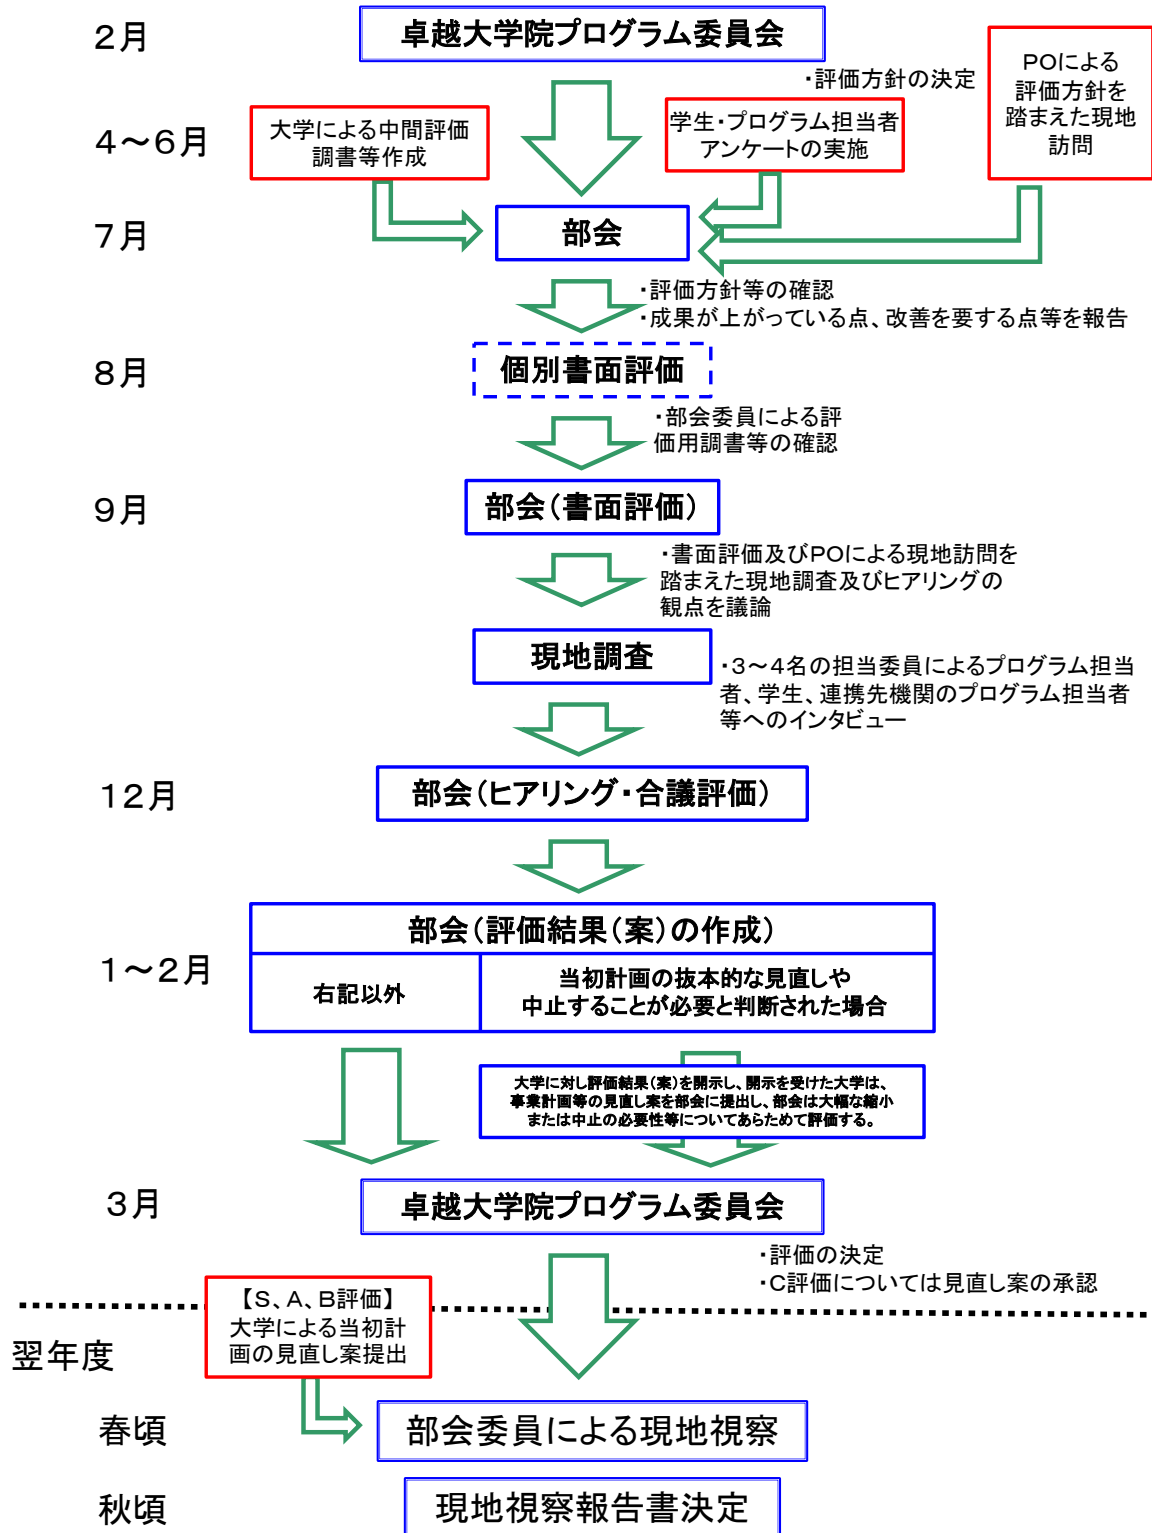 2月
卓越大学院プログラム委員会
・評価方針の決定
POによる
評価方針を
踏まえた現地
訪問
4～6月
大学による中間評価
調書等作成
学生・プログラム担当者
アンケートの実施
7月
部会
・評価方針等の確認
・成果が上がっている点、改善を要する点等を報告
8月
個別書面評価
・部会委員による評
価用調書等の確認
9月
部会（書面評価）
・書面評価及びPOによる現地訪問を
踏まえた現地調査及びヒアリングの
観点を議論
現地調査
・3～4名の担当委員によるプログラム担当
者、学生、連携先機関のプログラム担当者
等へのインタビュー
12月
部会（ヒアリング・合議評価）
1～2月
部会（評価結果（案）の作成）
右記以外
当初計画の抜本的な見直しや
中止することが必要と判断された場合
大学に対し評価結果（案）を開示し、開示を受けた大学は、
事業計画等の見直し案を部会に提出し、部会は大幅な縮小
または中止の必要性等についてあらためて評価する。
3月
卓越大学院プログラム委員会
・評価の決定
・C評価については見直し案の承認
【S、A、B評価】
大学による当初計
画の見直し案提出
翌年度
春頃
部会委員による現地視察
秋頃
現地視察報告書決定